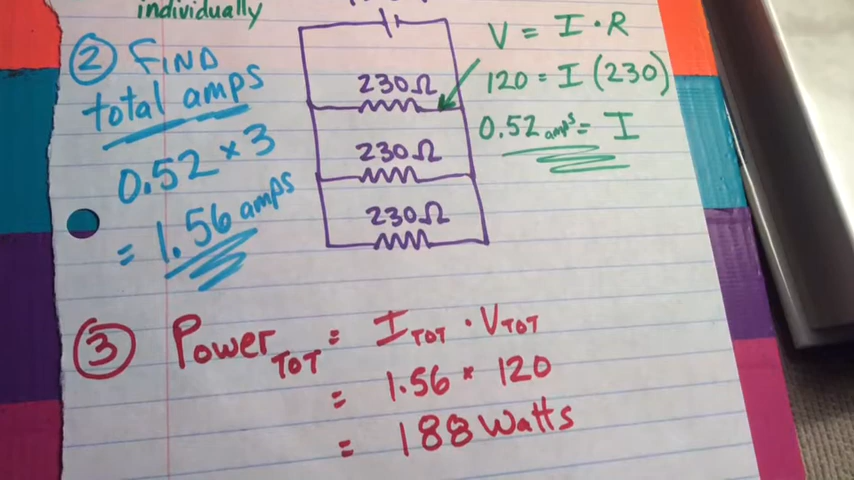 individually
② FIND
total amps
0.52 × 3
= 1.56 amps
230Ω
230Ω
230Ω
V = I · R
120 = I (230)
0.52 amps = I
③ Power TOT = I TOT · V TOT
= 1.56 * 120
= 188 Watts